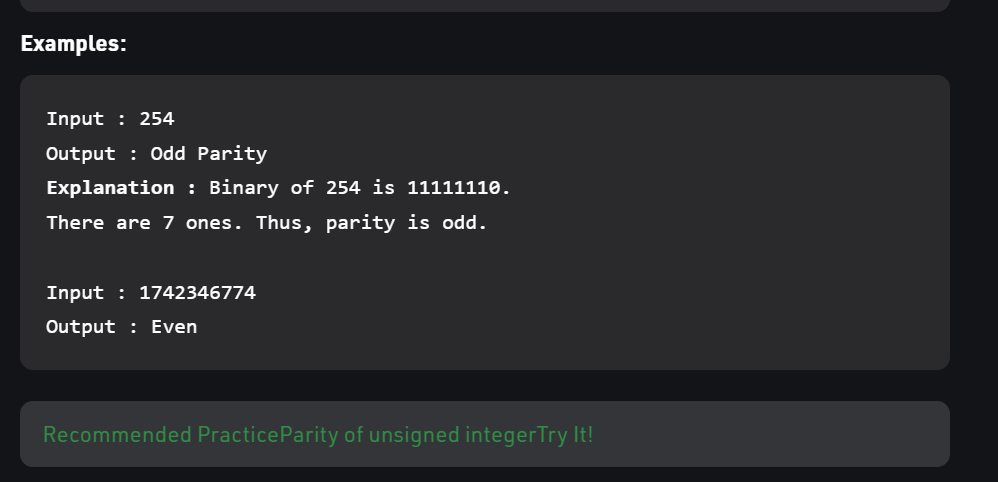 Examples:
Input : 254
Output : Odd Parity
Explanation : Binary of 254 is 11111110.
There are 7 ones. Thus, parity is odd.
Input : 1742346774
Output : Even
Recommended PracticeParity of unsigned integerTry It!